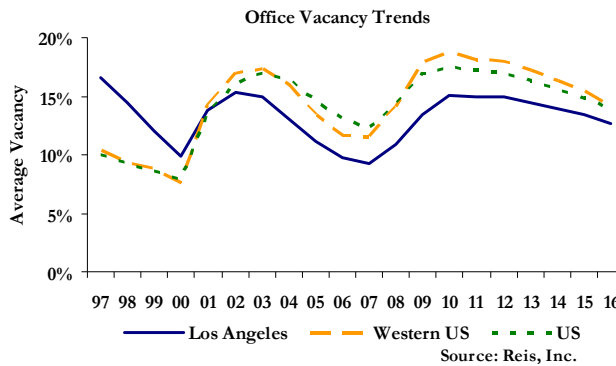 Office Vacancy Trends
20%
15%
10%
5%
0%
Average Vacancy
97 98 99 00 01 02 03 04 05 06 07 08 09 10 11 12 13 14 15 16
Los Angeles Western US US
Source: Reis, Inc.